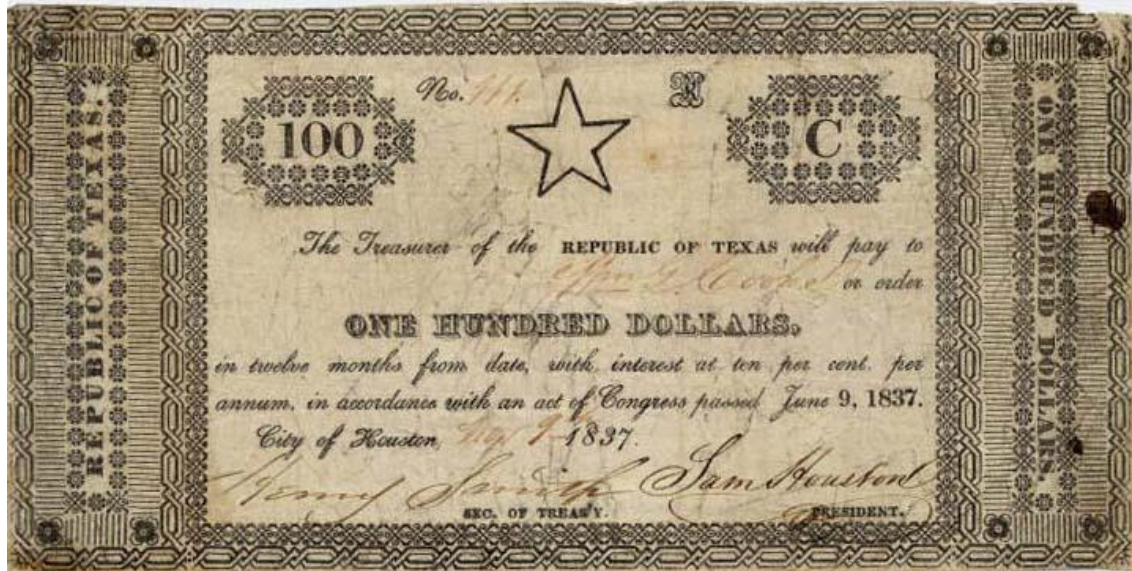 REPUBLIC OF TEXAS.
No.
100
C
The Treasurer of the REPUBLIC OF TEXAS will pay to
or order
ONE HUNDRED DOLLARS,
in twelve months from date, with interest at ten per cent. per
annum, in accordance with an act of Congress passed June 9, 1837.
City of Houston, 1837.
Henry Smith Sam Houston
SEC. OF TREAS'Y. PRESIDENT.
ONE HUNDRED DOLLARS.